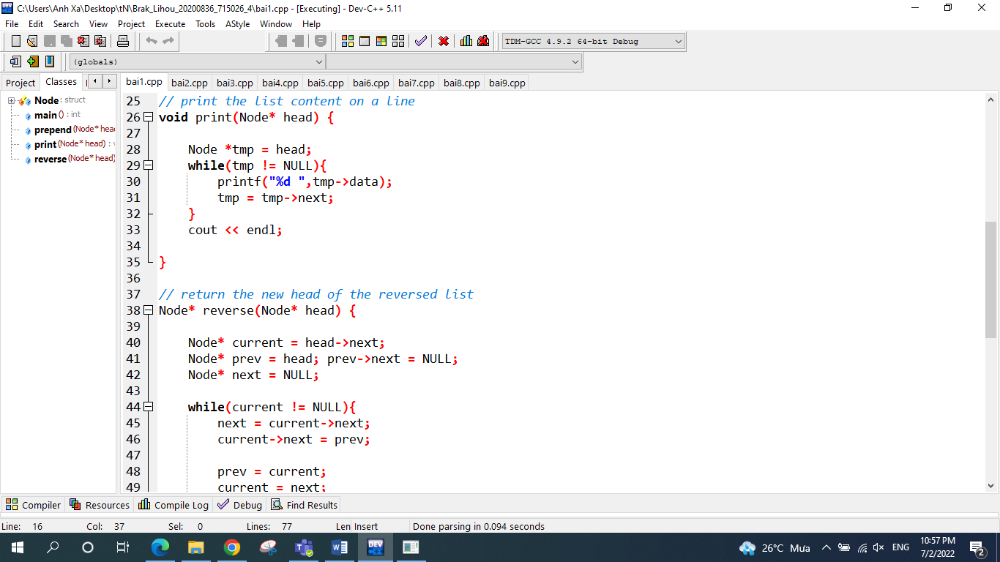 C:\Users\Anh Xa\Desktop\tN\Brak_Lihou_20200836_715026_4\bai1.cpp - [Executing] - Dev-C++ 5.11
File Edit Search View Project Execute Tools AStyle Window Help
TDM-GCC 4.9.2 64-bit Debug
(globals)
Project Classes
bai1.cpp bai2.cpp bai3.cpp bai4.cpp bai5.cpp bai6.cpp bai7.cpp bai8.cpp bai9.cpp
Node : struct
main () : int
prepend (Node* hea
print (Node* head) :
reverse (Node* head)
25 // print the list content on a line
26 void print(Node* head) {
27
28 Node *tmp = head;
29 while(tmp != NULL){
30 printf("%d ",tmp->data);
31 tmp = tmp->next;
32 }
33 cout << endl;
34
35 }
36
37 // return the new head of the reversed list
38 Node* reverse(Node* head) {
39
40 Node* current = head->next;
41 Node* prev = head; prev->next = NULL;
42 Node* next = NULL;
43
44 while(current != NULL){
45 next = current->next;
46 current->next = prev;
47
48 prev = current;
49 current = next;
Compiler Resources Compile Log Debug Find Results
Line: 16 Col: 37 Sel: 0 Lines: 77 Len Insert Done parsing in 0.094 seconds
DEV
26°C Mưa ENG
10:57 PM
7/2/2022
2